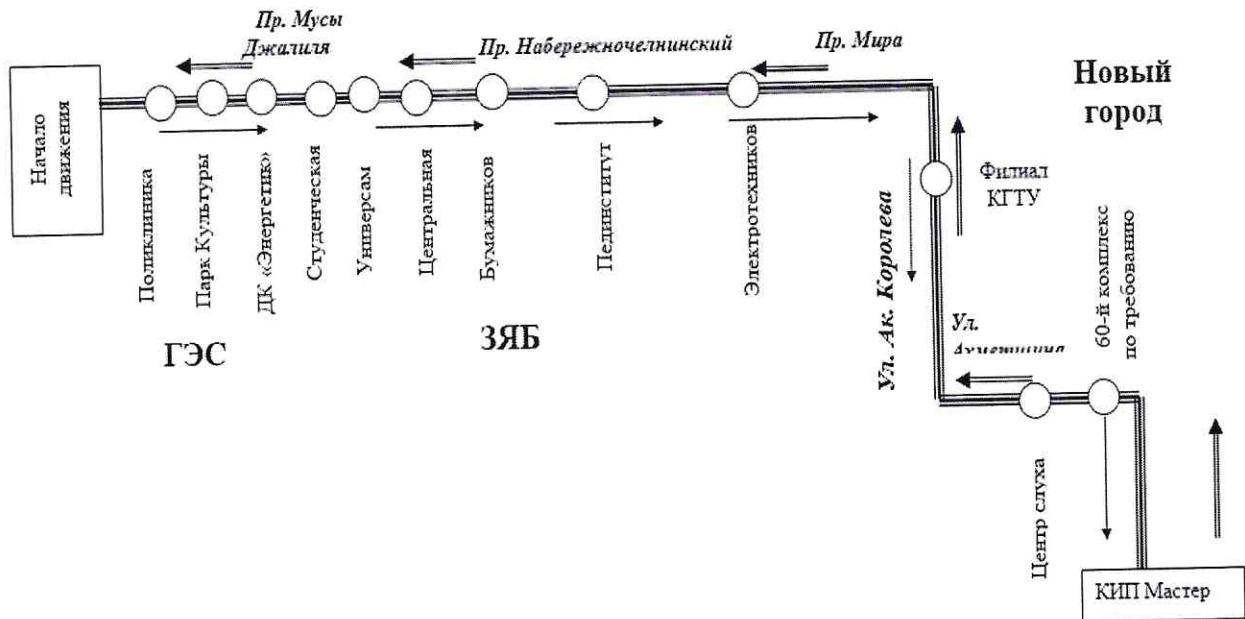 Пр. Мусы
Джалиля
Пр. Набережночелнинский
Пр. Мира
Новый
город
Начало
движения
Поликлиника
Парк Культуры
ДК «Энергетик»
Студенческая
Универсам
Центральная
Бумажников
Пединститут
Электротехников
Филиал
КГТУ
ГЭС
ЗЯБ
Ул. Ак. Королева
Ул.
60-й комплекс
по требованию
Центр слуха
КИП Мастер